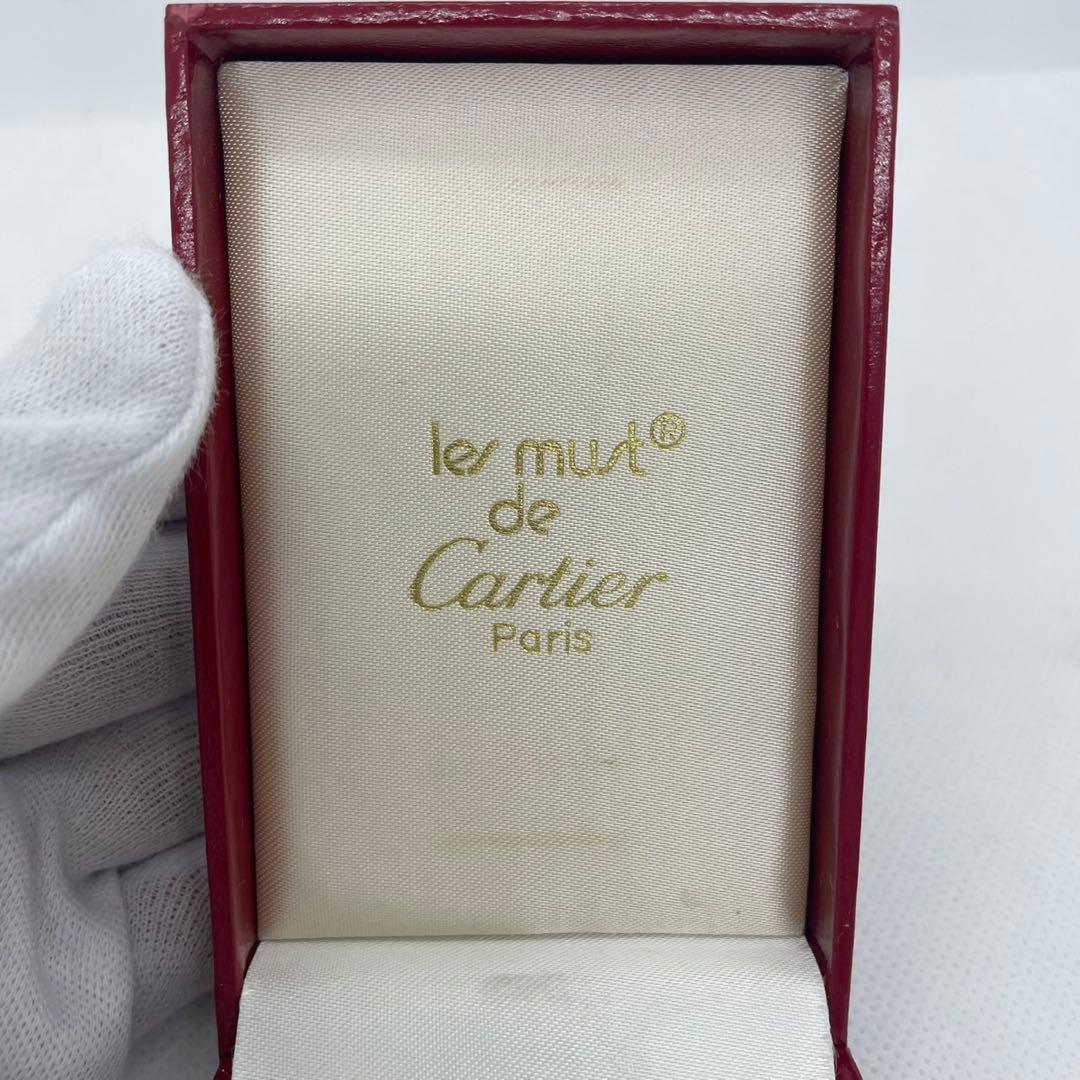 les must®
de
Cartier
Paris